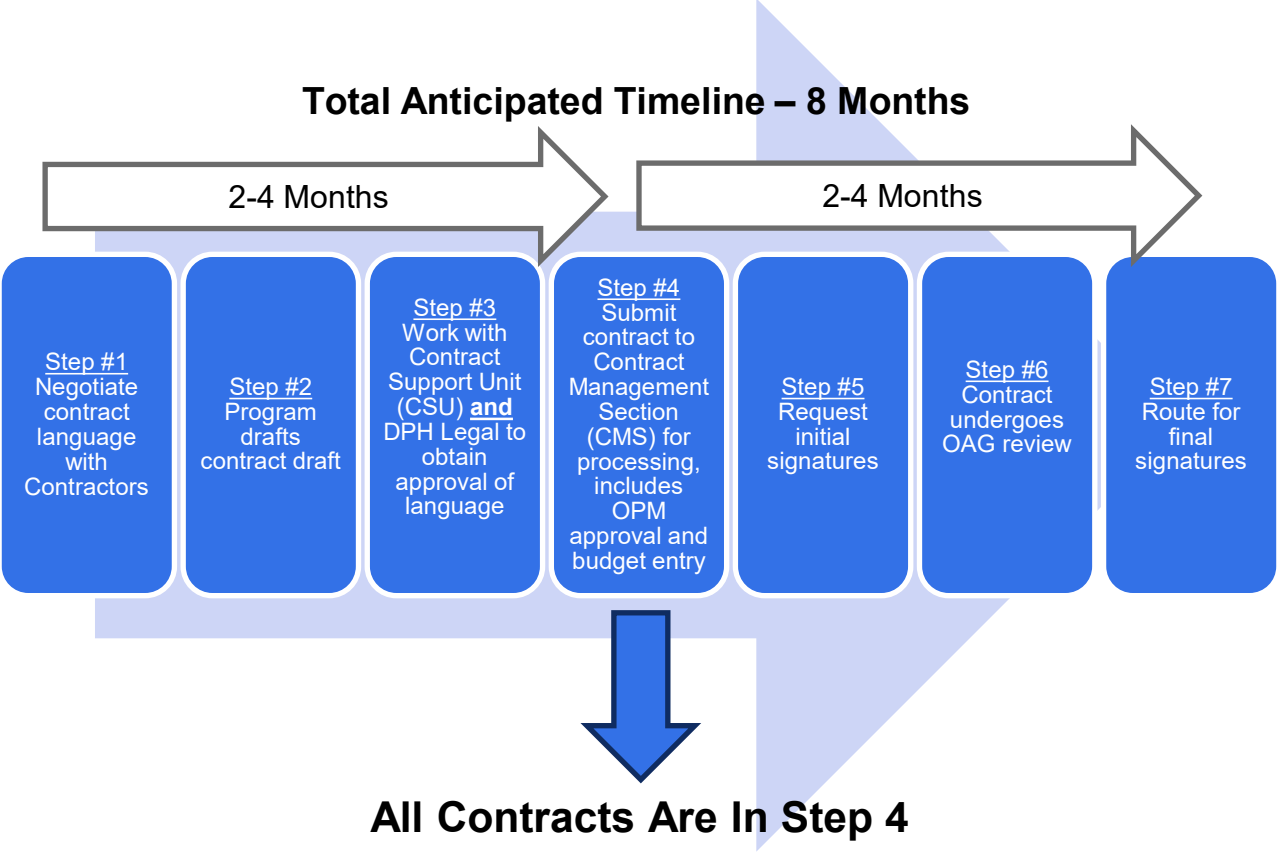 Total Anticipated Timeline – 8 Months
2-4 Months
2-4 Months
Step #1
Negotiate
contract
language
with
Contractors
Step #2
Program
drafts
contract draft
Step #3
Work with
Contract
Support Unit
(CSU) and
DPH Legal to
obtain
approval of
language
Step #4
Submit
contract to
Contract
Management
Section
(CMS) for
processing,
includes
OPM
approval and
budget entry
Step #5
Request
initial
signatures
Step #6
Contract
undergoes
OAG review
Step #7
Route for
final
signatures
All Contracts Are In Step 4